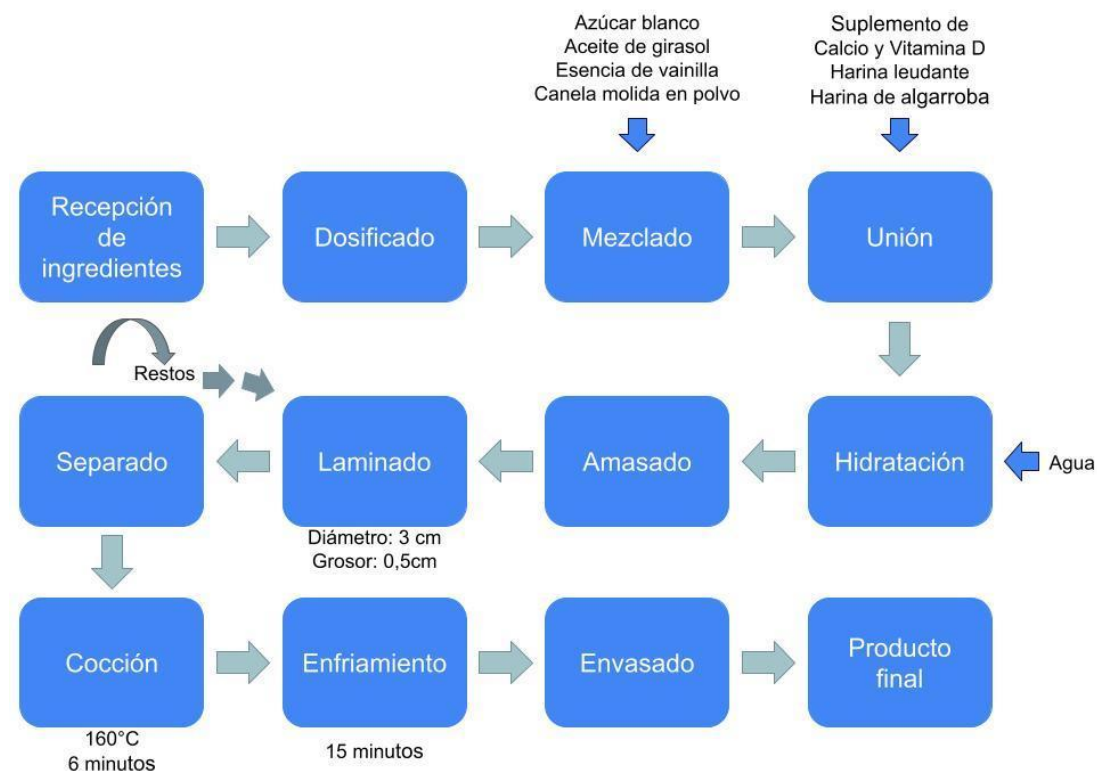 Azúcar blanco
Aceite de girasol
Esencia de vainilla
Canela molida en polvo
Suplemento de
Calcio y Vitamina D
Harina leudante
Harina de algarroba
Recepción
de
ingredientes
Dosificado
Mezclado
Unión
Restos
Separado
Laminado
Amasado
Hidratación
Agua
Diámetro: 3 cm
Grosor: 0,5cm
Cocción
Enfriamiento
Envasado
Producto
final
160°C
6 minutos
15 minutos